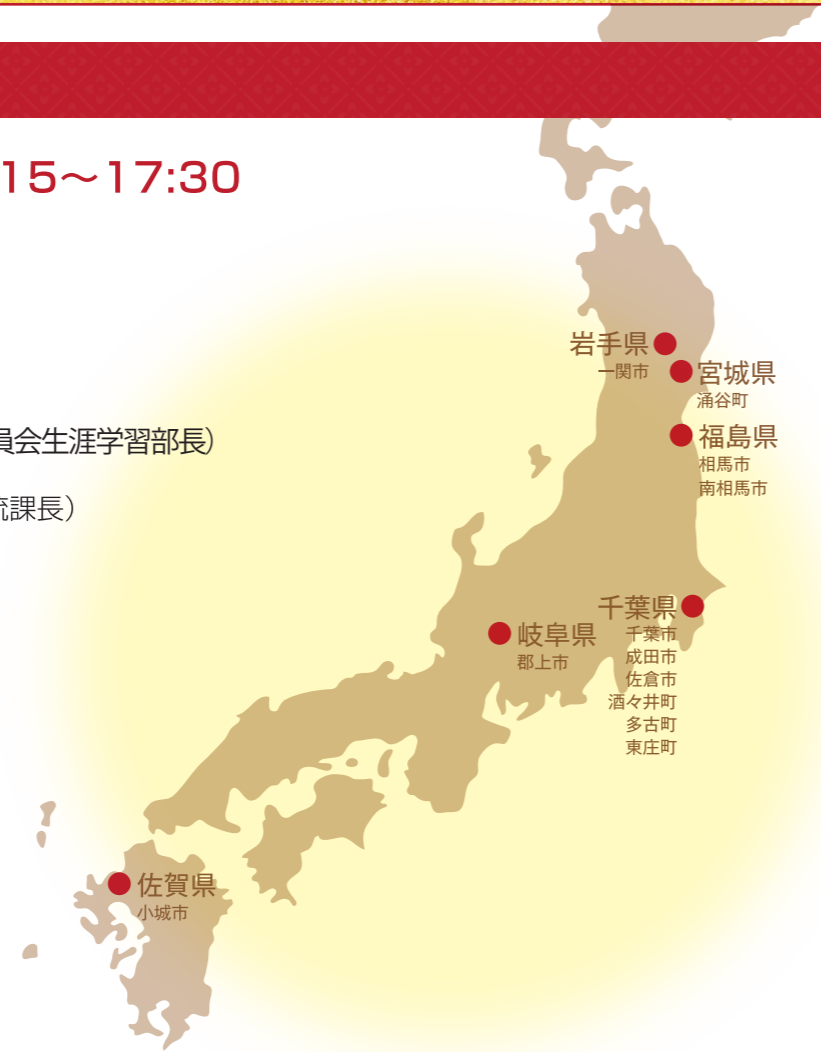 15～17:30
岩手県
一関市
宮城県
涌谷町
員会生涯学習部長）
福島県
相馬市
南相馬市
流課長）
千葉県
千葉市
成田市
佐倉市
酒々井町
多古町
東庄町
岐阜県
郡上市
佐賀県
小城市